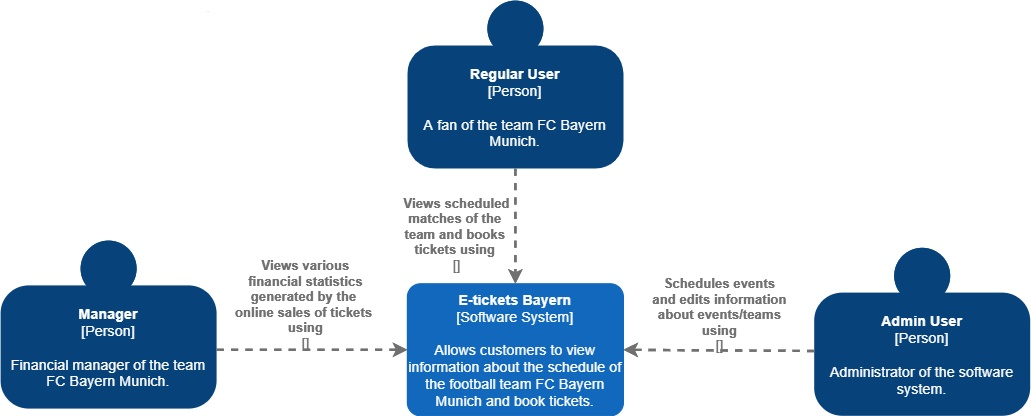 Regular User
[Person]
A fan of the team FC Bayern
Munich.
Views scheduled
matches of the
team and books
tickets using
[]
Views various
financial statistics
generated by the
online sales of tickets
using
[]
Schedules events
and edits information
about events/teams
using
[]
Manager
[Person]
Financial manager of the team
FC Bayern Munich.
E-tickets Bayern
[Software System]
Allows customers to view
information about the schedule of
the football team FC Bayern
Munich and book tickets.
Admin User
[Person]
Administrator of the software
system.